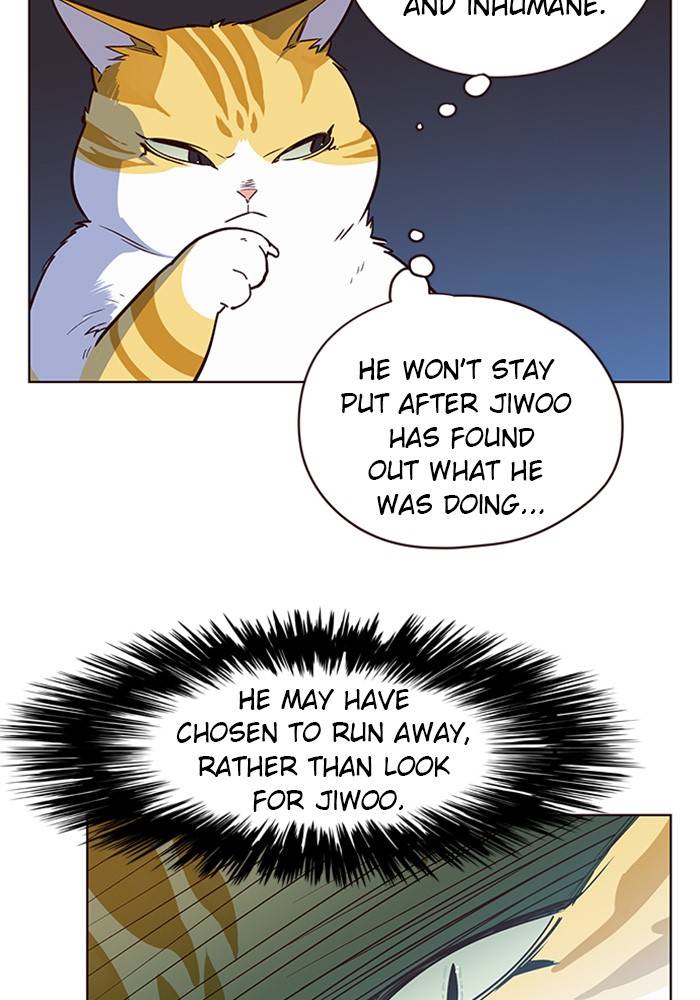 AND INHUMANE.
HE WON'T STAY
PUT AFTER JIWOO
HAS FOUND
OUT WHAT HE
WAS DOING...
HE MAY HAVE
CHOSEN TO RUN AWAY,
RATHER THAN LOOK
FOR JIWOO.